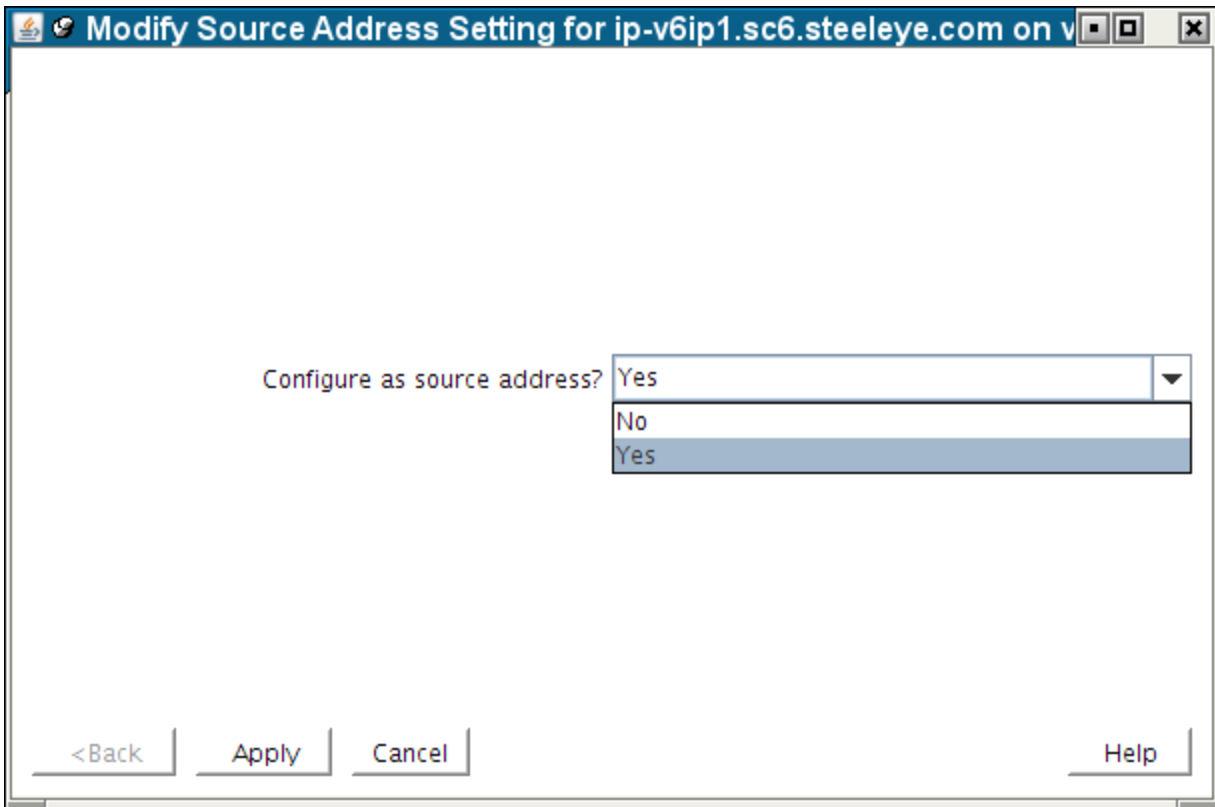 Modify Source Address Setting for ip-v6ip1.sc6.steeleye.com on v
Configure as source address? Yes
No
Yes
<Back Apply Cancel Help